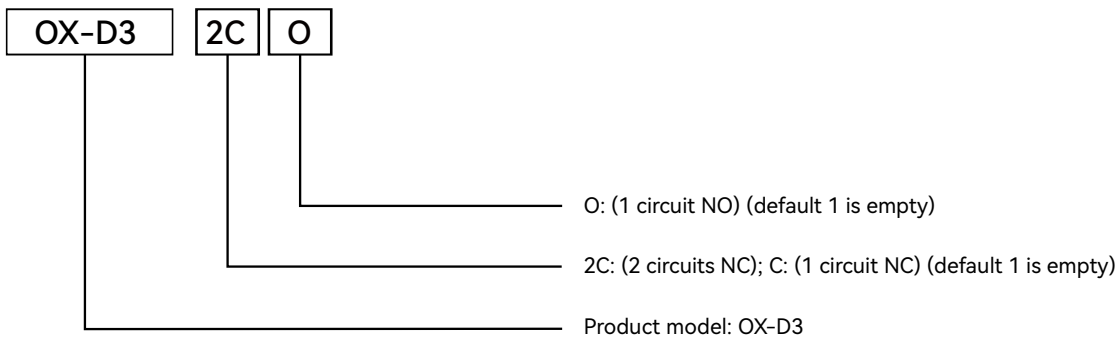 OX-D3 2C O
O: (1 circuit NO) (default 1 is empty)
2C: (2 circuits NC); C: (1 circuit NC) (default 1 is empty)
Product model: OX-D3